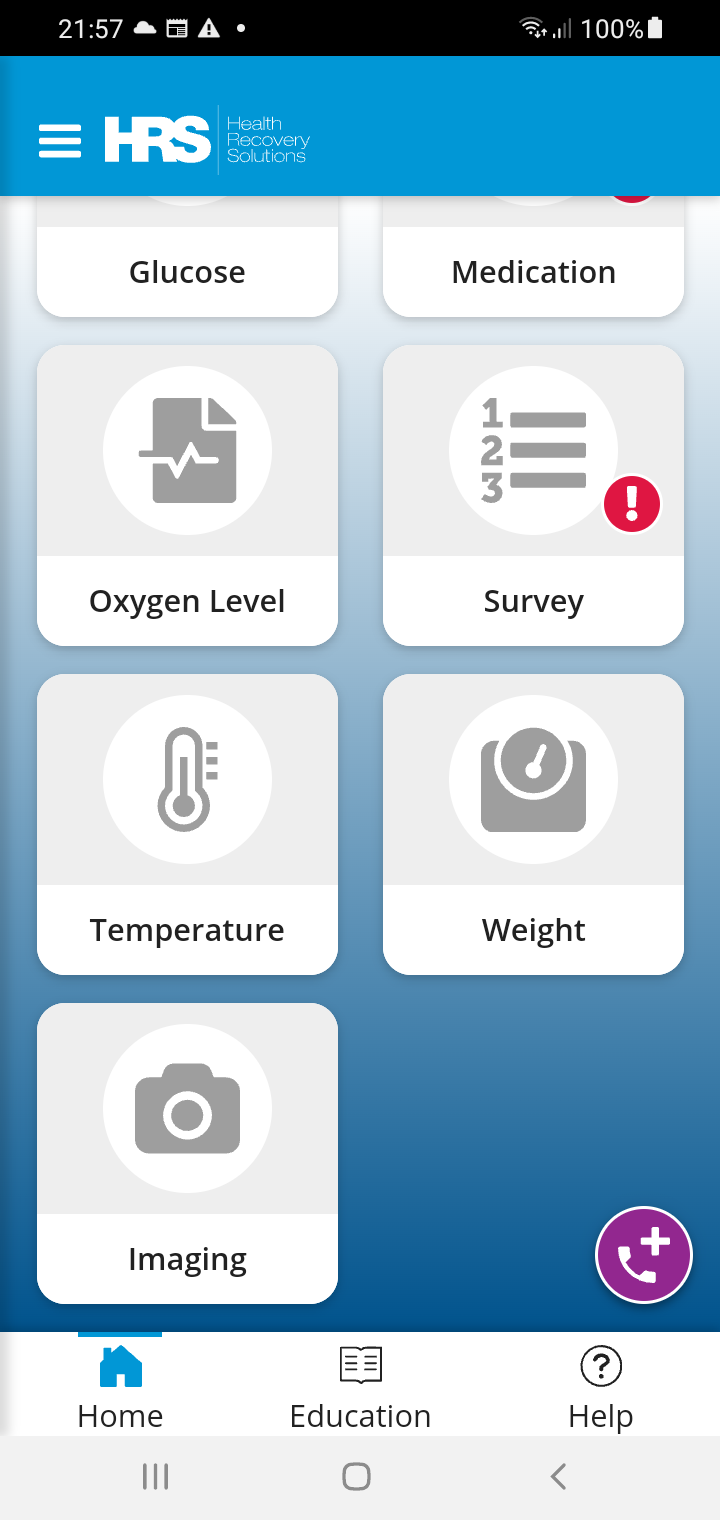 21:57
100%
HRS
Health
Recovery
Solutions
Glucose
Medication
1
2
3
!
Oxygen Level
Survey
Temperature
Weight
Imaging
Home
?
Education
Help